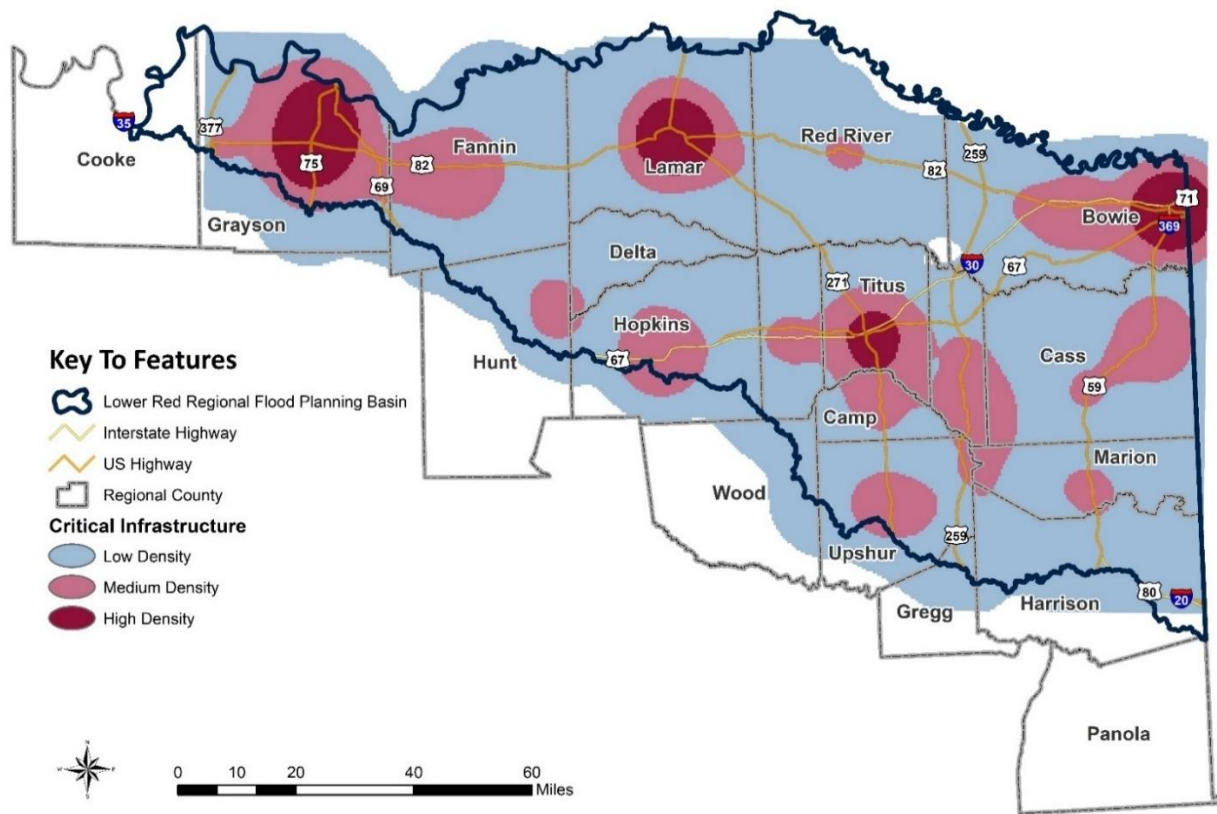 35
377
Cooke
75
82
69
Fannin
Grayson
Lamar
Red River
82
259
Bowie
71
369
Delta
271
Titus
30
67
Hopkins
67
Hunt
Cass
59
Camp
Marion
Wood
Upshur
259
Gregg
Harrison
80
20
Panola
Key To Features
Lower Red Regional Flood Planning Basin
Interstate Highway
US Highway
Regional County
Critical Infrastructure
Low Density
Medium Density
High Density
N
W
E
S
0 10 20 40 60
Miles